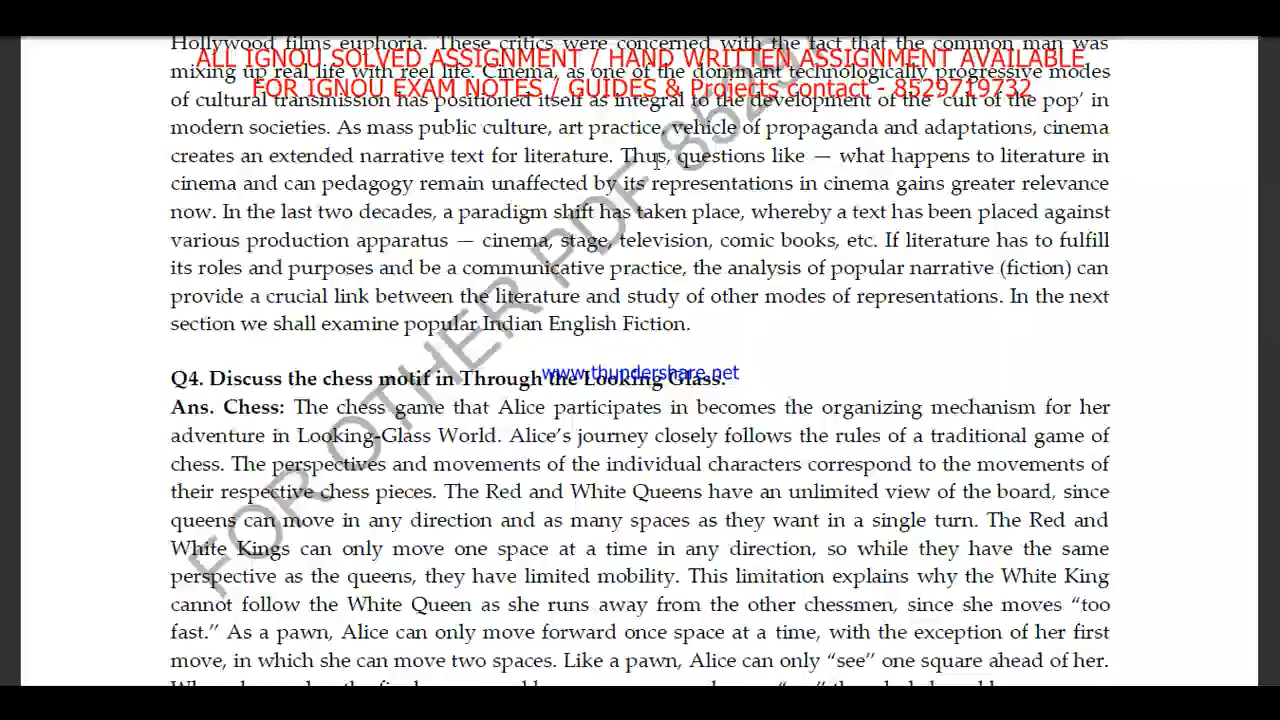 Hollywood films euphoria. These critics were concerned with the fact that the common man was
ALL IGNOU SOLVED ASSIGNMENT / HAND WRITTEN ASSIGNMENT AVAILABLE
mixing up real life with reel life. Cinema, as one of the dominant technologically progressive modes
FOR IGNOU EXAM NOTES / GUIDES & Projects contact - 8529719732
of cultural transmission has positioned itself as integral to the development of the 'cult of the pop' in
modern societies. As mass public culture, art practice, vehicle of propaganda and adaptations, cinema
creates an extended narrative text for literature. Thus, questions like — what happens to literature in
cinema and can pedagogy remain unaffected by its representations in cinema gains greater relevance
now. In the last two decades, a paradigm shift has taken place, whereby a text has been placed against
various production apparatus — cinema, stage, television, comic books, etc. If literature has to fulfill
its roles and purposes and be a communicative practice, the analysis of popular narrative (fiction) can
provide a crucial link between the literature and study of other modes of representations. In the next
section we shall examine popular Indian English Fiction.
www.thundershare.net
Q4. Discuss the chess motif in Through the Looking Glass.
Ans. Chess: The chess game that Alice participates in becomes the organizing mechanism for her
adventure in Looking-Glass World. Alice's journey closely follows the rules of a traditional game of
chess. The perspectives and movements of the individual characters correspond to the movements of
their respective chess pieces. The Red and White Queens have an unlimited view of the board, since
queens can move in any direction and as many spaces as they want in a single turn. The Red and
White Kings can only move one space at a time in any direction, so while they have the same
perspective as the queens, they have limited mobility. This limitation explains why the White King
cannot follow the White Queen as she runs away from the other chessmen, since she moves "too
fast." As a pawn, Alice can only move forward once space at a time, with the exception of her first
move, in which she can move two spaces. Like a pawn, Alice can only "see" one square ahead of her.
FOR OTHER PDF 8529